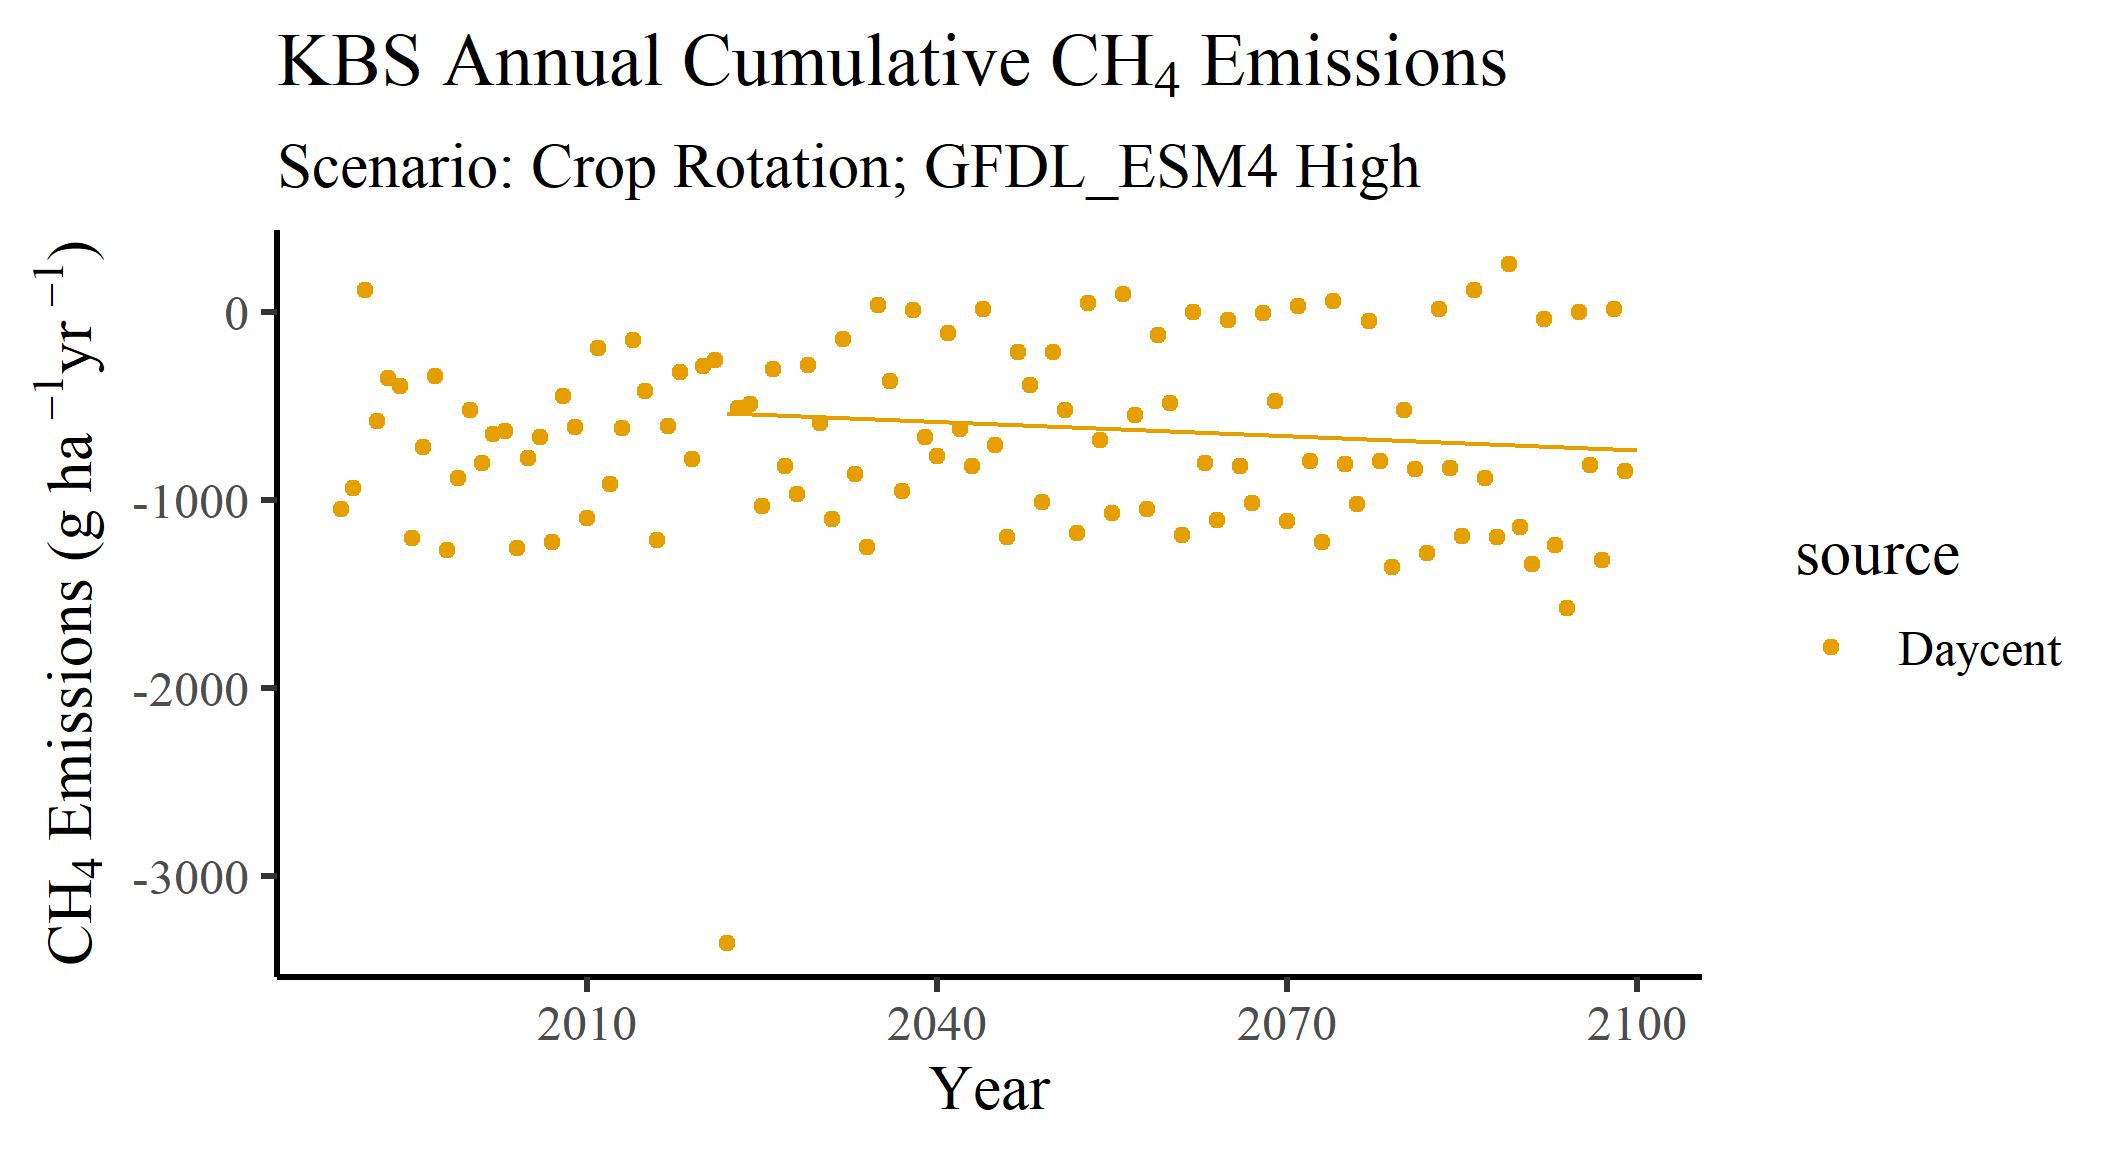 KBS Annual Cumulative CH₄ Emissions
Scenario: Crop Rotation; GFDL_ESM4 High
CH₄ Emissions (g ha ⁻¹yr ⁻¹)
0
-1000
-2000
-3000
2010 2040 2070 2100
Year
source
Daycent